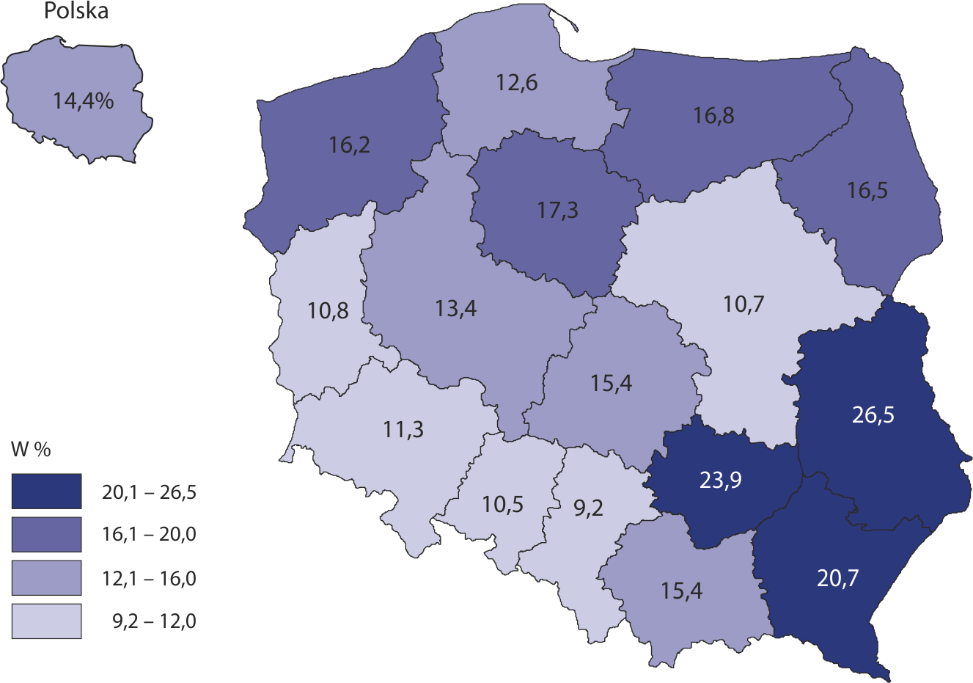 Polska
14,4%
12,6
16,2
16,8
16,5
17,3
10,8
13,4
10,7
15,4
26,5
11,3
23,9
10,5
9,2
20,7
15,4
W %
20,1 – 26,5
16,1 – 20,0
12,1 – 16,0
9,2 – 12,0